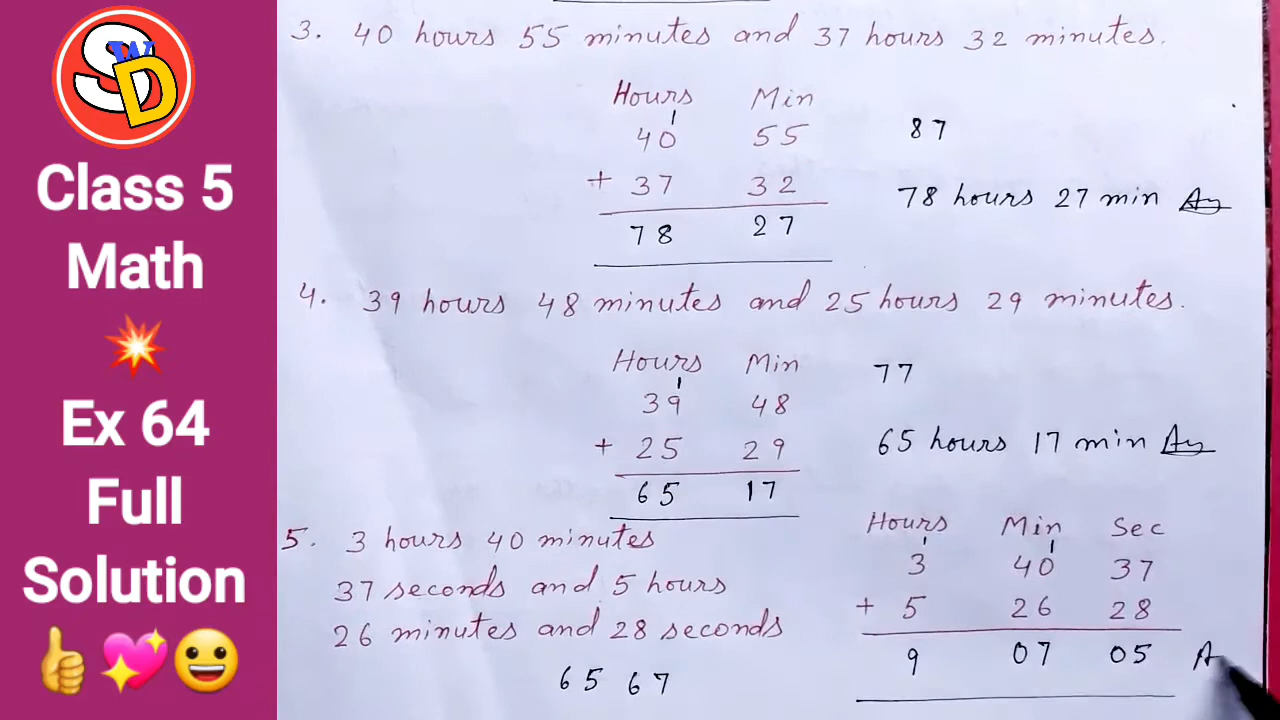 SWD
Class 5
Math
💥
Ex 64
Full
Solution
👍💖😀
3. 40 hours 55 minutes and 37 hours 32 minutes.
Hours Min
1
40 55 87
+ 37 32
78 hours 27 min
78 27
4. 39 hours 48 minutes and 25 hours 29 minutes.
Hours Min
77
1
39 48
+ 25 29
65 hours 17 min
65 17
5. 3 hours 40 minutes
37 seconds and 5 hours
26 minutes and 28 seconds
65 67
Hours Min Sec
1 1
3 40 37
+ 5 26 28
9 07 05 A